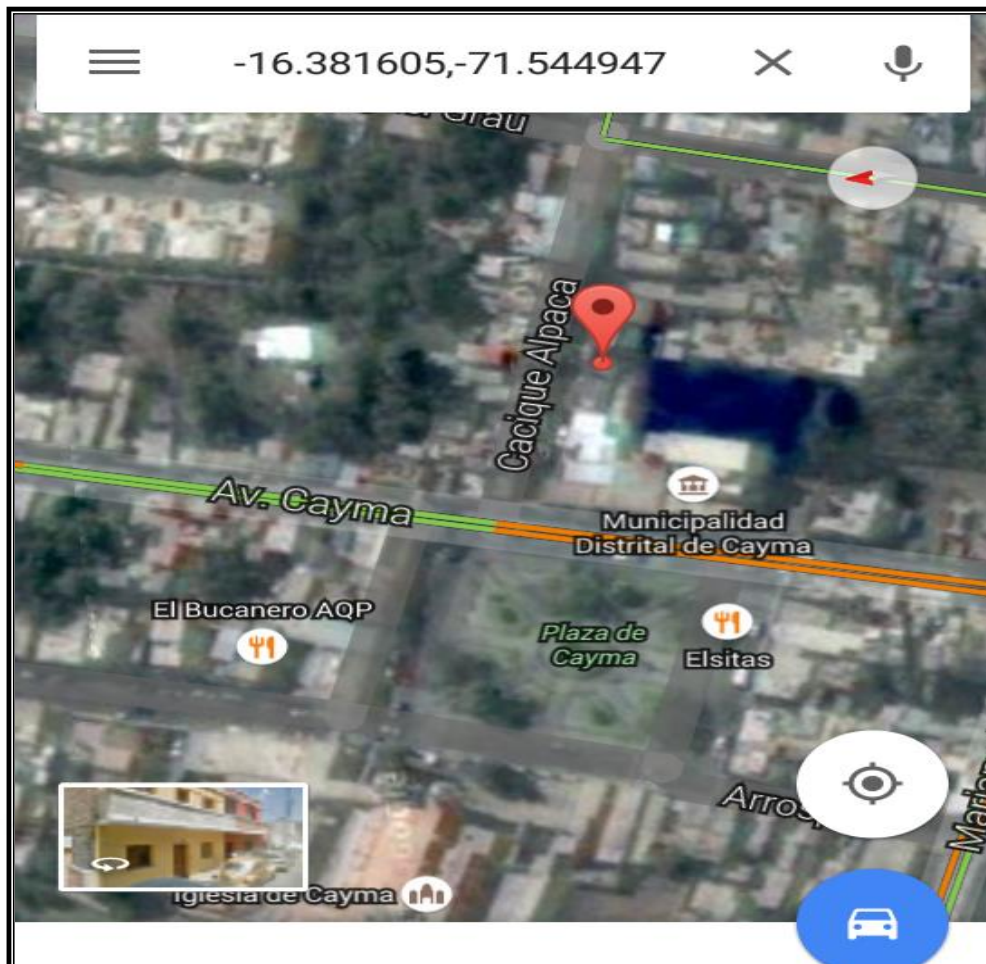 -16.381605,-71.544947
Grau
Cacique Alpaca
Av. Cayma
Municipalidad
Distrital de Cayma
El Bucanero AQP
Plaza de
Cayma
Elsitas
Iglesia de Cayma